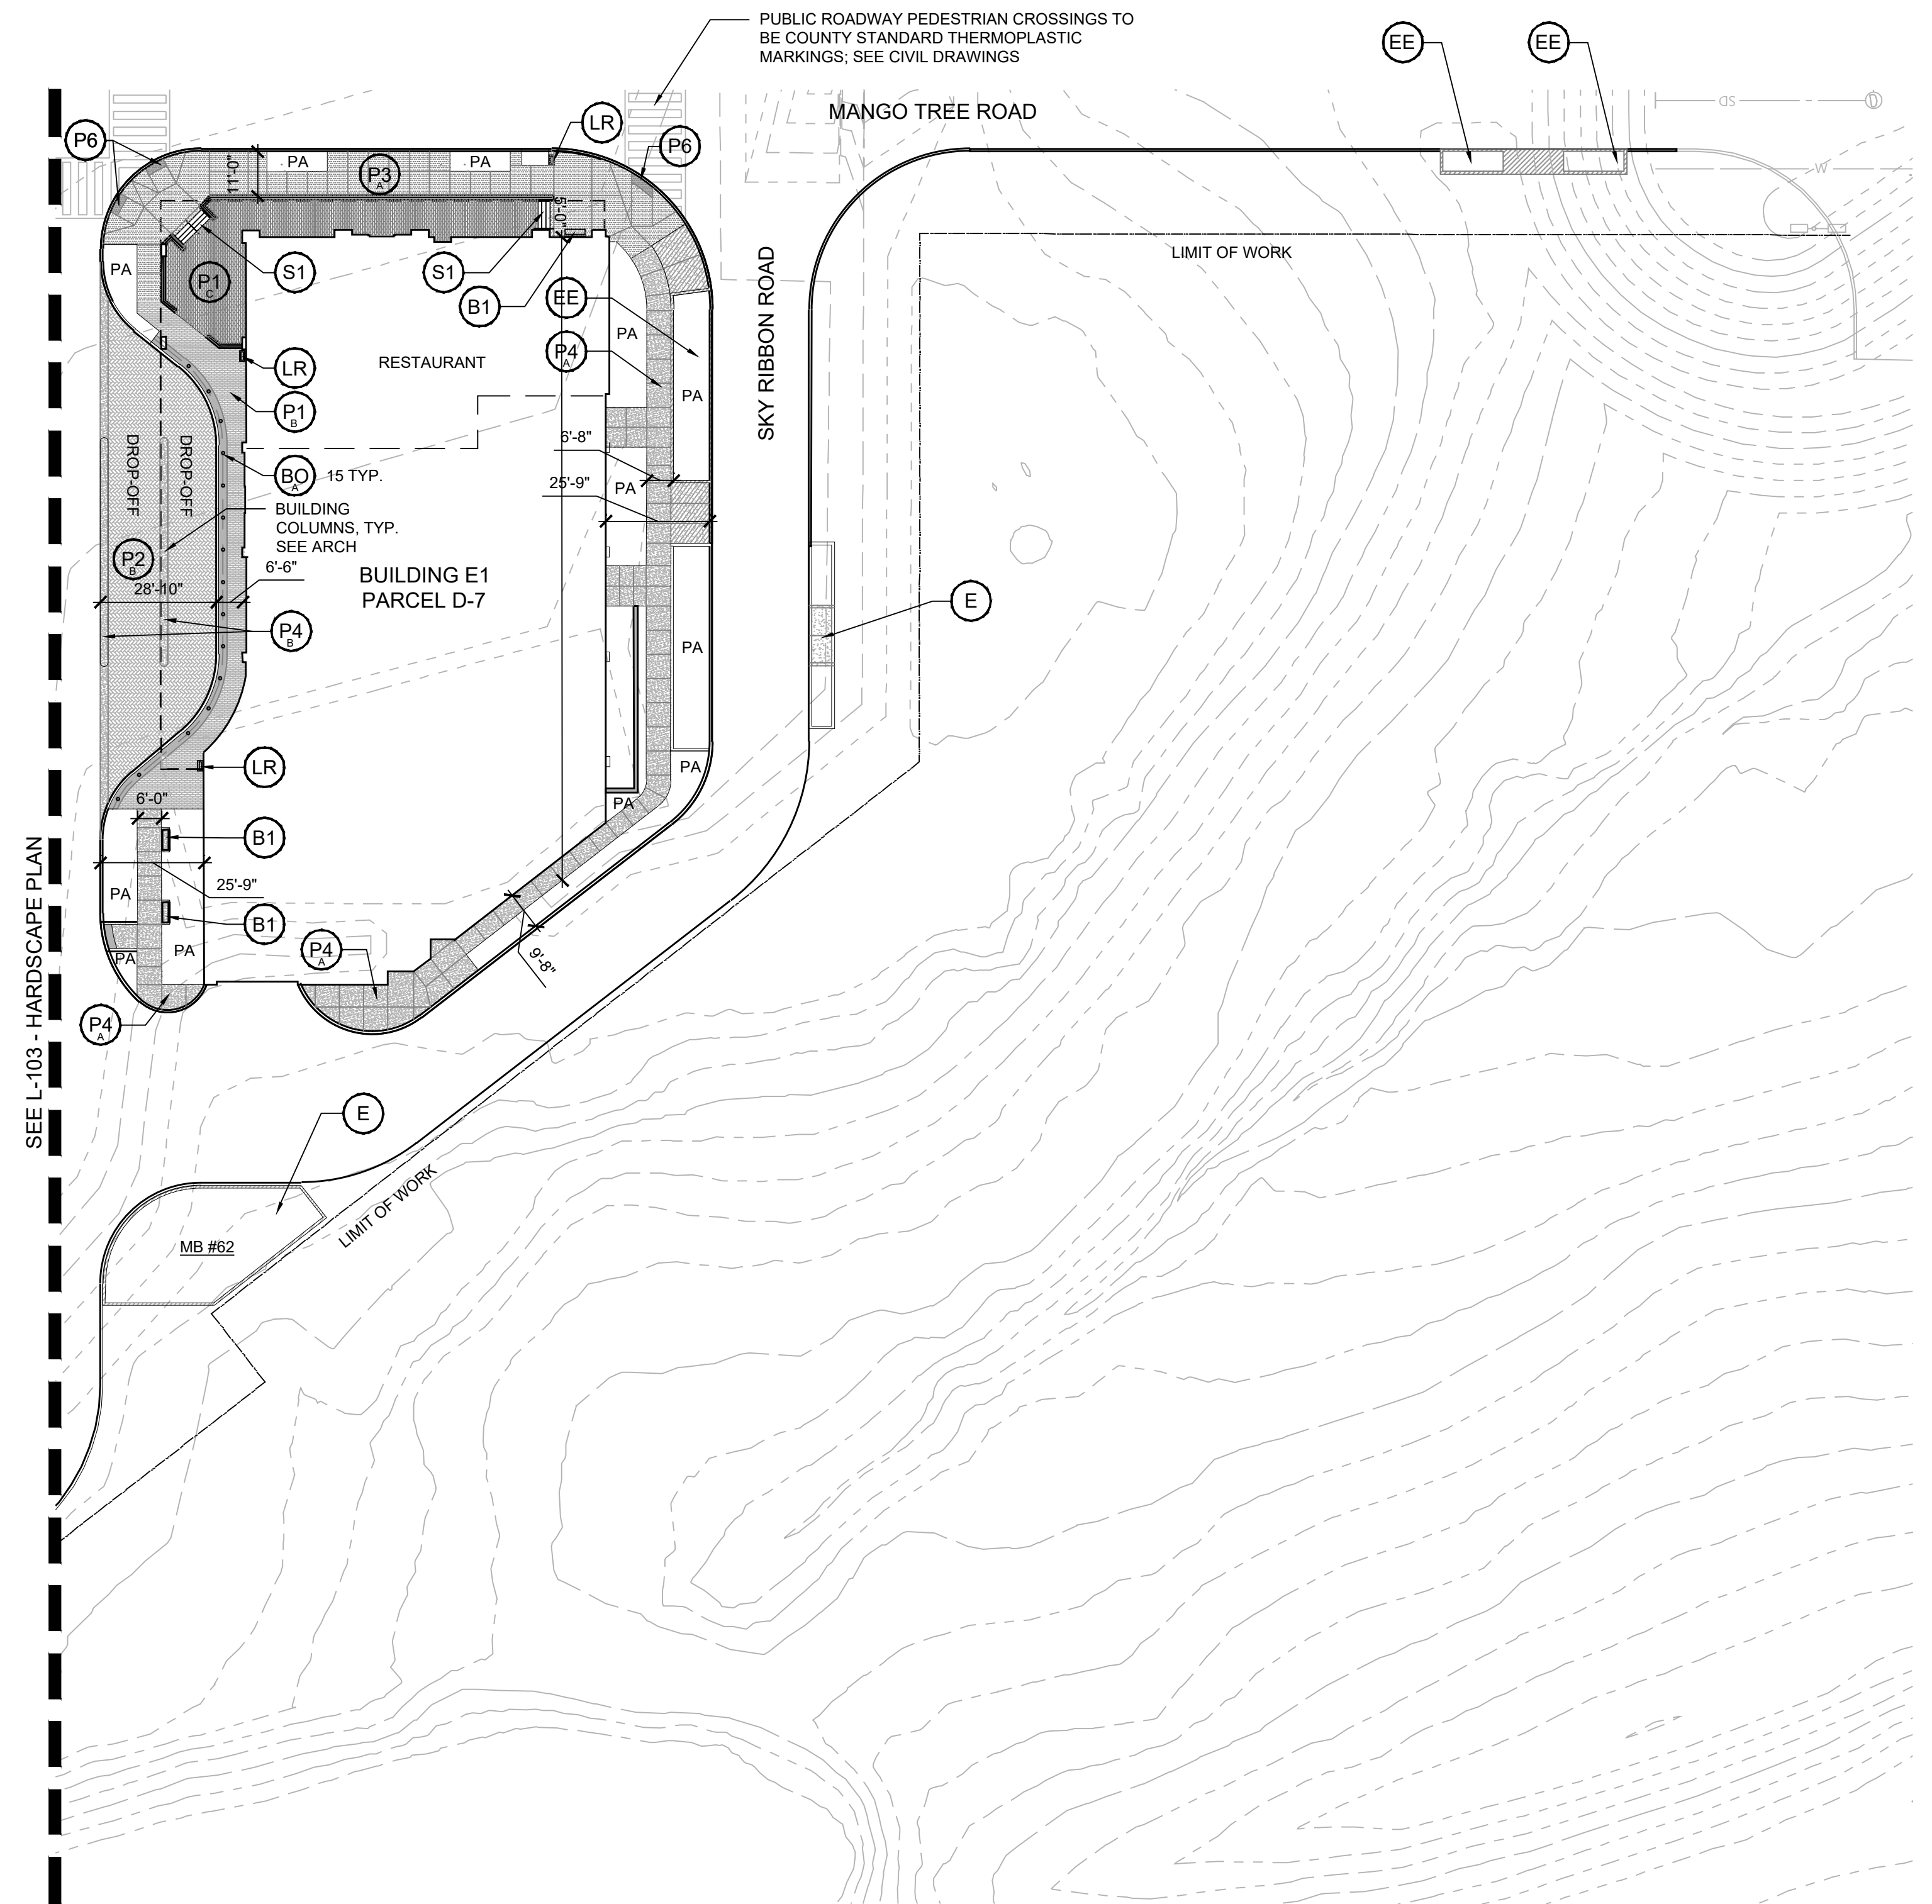 PUBLIC ROADWAY PEDESTRIAN CROSSINGS TO
BE COUNTY STANDARD THERMOPLASTIC
MARKINGS; SEE CIVIL DRAWINGS
EE
EE
MANGO TREE ROAD
SD
D
LR
P6
P6
PA
P3
A
PA
11'-0"
W
5'-0"
LIMIT OF WORK
PA
P1
C
S1
S1
B1
EE
SKY RIBBON ROAD
PA
P4
A
RESTAURANT
LR
PA
P1
B
DROP-OFF
DROP-OFF
6'-8"
BO
A
15 TYP.
25'-9"
PA
BUILDING
COLUMNS, TYP.
SEE ARCH
P2
B
28'-10"
6'-6"
BUILDING E1
PARCEL D-7
E
P4
B
PA
LR
PA
6'-0"
PA
B1
25'-9"
PA
B1
PA
PA
P4
A
9'-8"
P4
A
SEE L-103 - HARDSCAPE PLAN
E
LIMIT OF WORK
MB #62